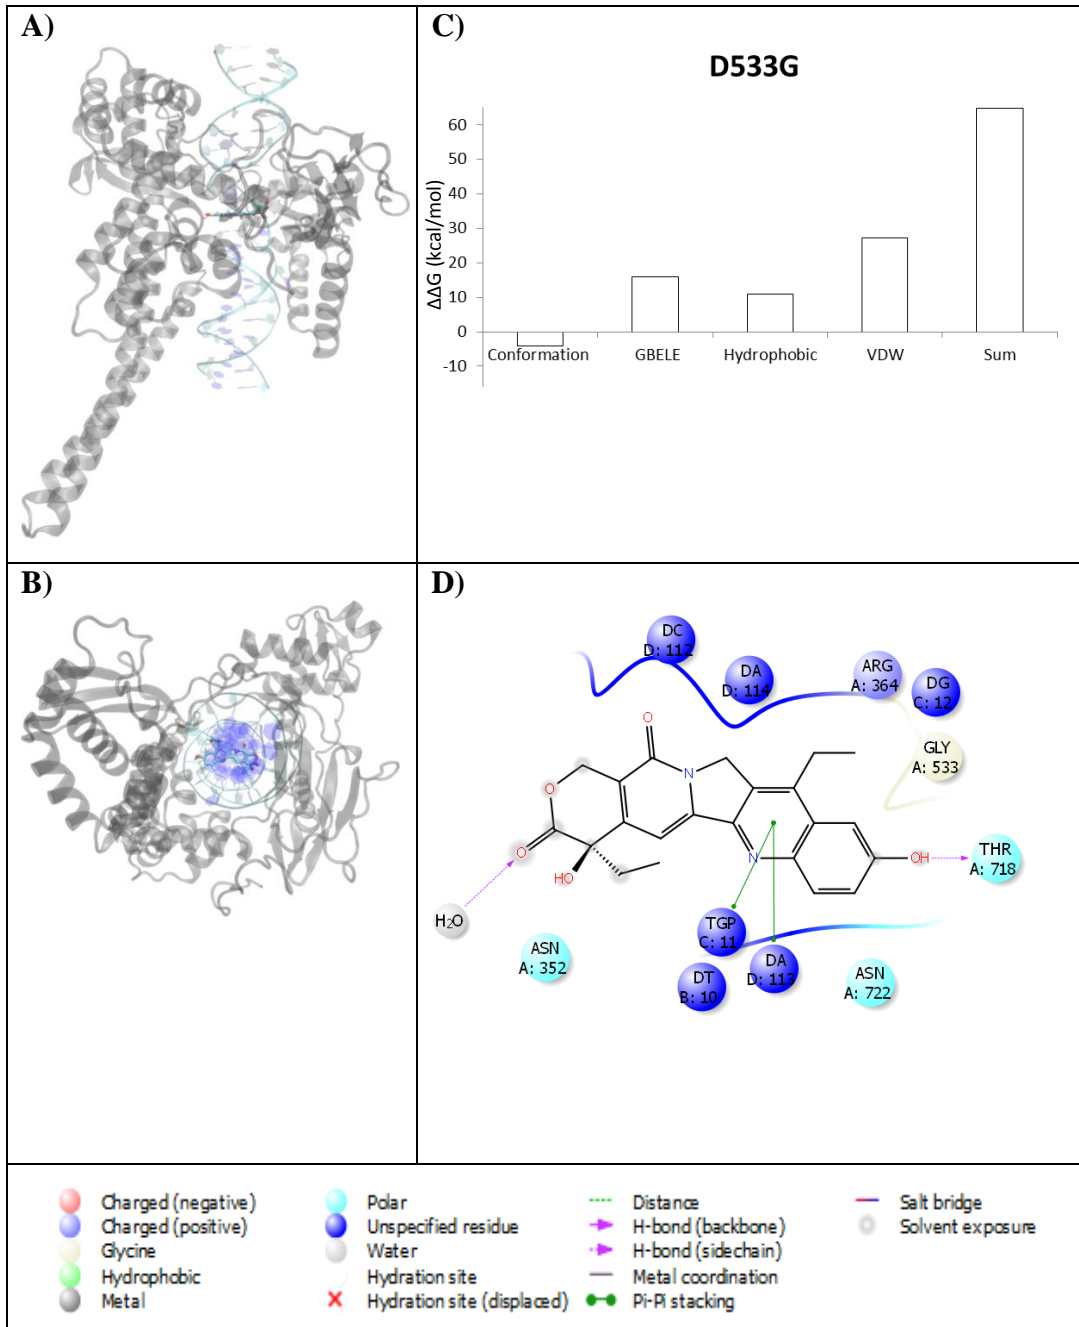 A)
C)
D533G
ΔΔG (kcal/mol)
60
50
40
30
20
10
0
-10
Conformation GBELE Hydrophobic VDW Sum
B)
D)
DC
D: 112
DA
D: 114
ARG
A: 364
DG
C: 12
GLY
A: 533
O
N
O
O
HO
N
OH
THR
A: 718
H2O
ASN
A: 352
TGP
C: 11
DT
B: 10
DA
D: 113
ASN
A: 722
Charged (negative) Polar Distance Salt bridge
Charged (positive) Unspecified residue H-bond (backbone) Solvent exposure
Glycine Water H-bond (sidechain)
Hydrophobic Hydration site Metal coordination
Metal Hydration site (displaced) Pi-Pi stacking